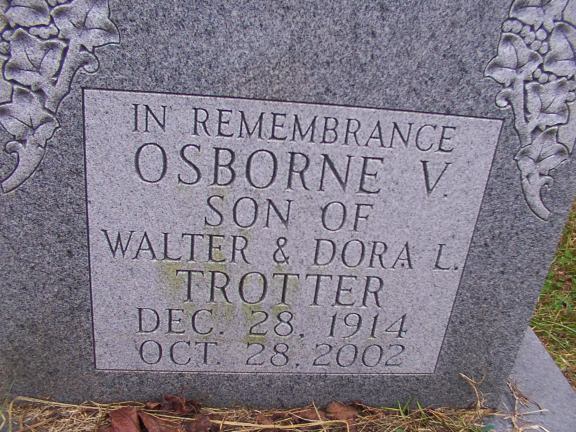 IN REMEMBRANCE
OSBORNE V.
SON OF
WALTER & DORA L.
TROTTER
DEC. 28, 1914
OCT. 28, 2002